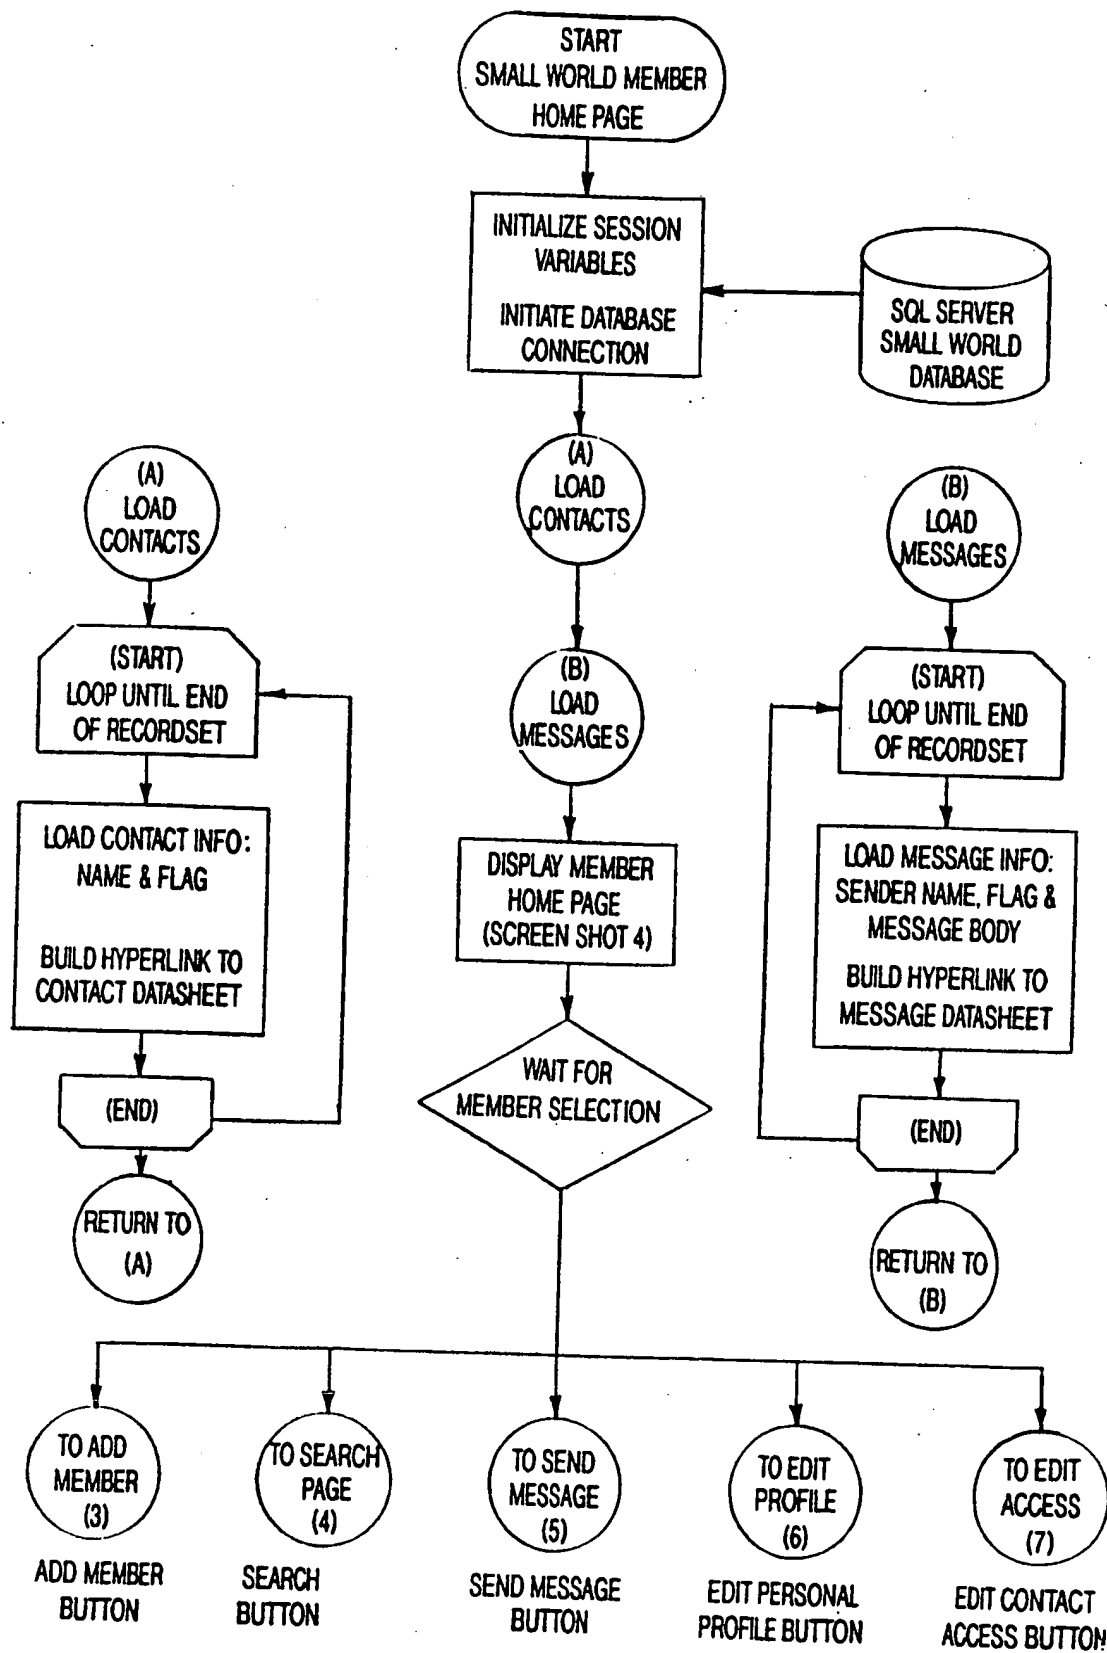 START
SMALL WORLD MEMBER
HOME PAGE
INITIALIZE SESSION
VARIABLES
INITIATE DATABASE
CONNECTION
SQL SERVER
SMALL WORLD
DATABASE
(A)
LOAD
CONTACTS
(A)
LOAD
CONTACTS
(B)
LOAD
MESSAGES
(START)
LOOP UNTIL END
OF RECORDSET
(B)
LOAD
MESSAGES
(START)
LOOP UNTIL END
OF RECORDSET
LOAD CONTACT INFO:
NAME & FLAG
BUILD HYPERLINK TO
CONTACT DATASHEET
DISPLAY MEMBER
HOME PAGE
(SCREEN SHOT 4)
LOAD MESSAGE INFO:
SENDER NAME, FLAG &
MESSAGE BODY
BUILD HYPERLINK TO
MESSAGE DATASHEET
WAIT FOR
MEMBER SELECTION
(END)
(END)
RETURN TO
(A)
RETURN TO
(B)
TO ADD
MEMBER
(3)
TO SEARCH
PAGE
(4)
TO SEND
MESSAGE
(5)
TO EDIT
PROFILE
(6)
TO EDIT
ACCESS
(7)
ADD MEMBER
BUTTON
SEARCH
BUTTON
SEND MESSAGE
BUTTON
EDIT PERSONAL
PROFILE BUTTON
EDIT CONTACT
ACCESS BUTTON